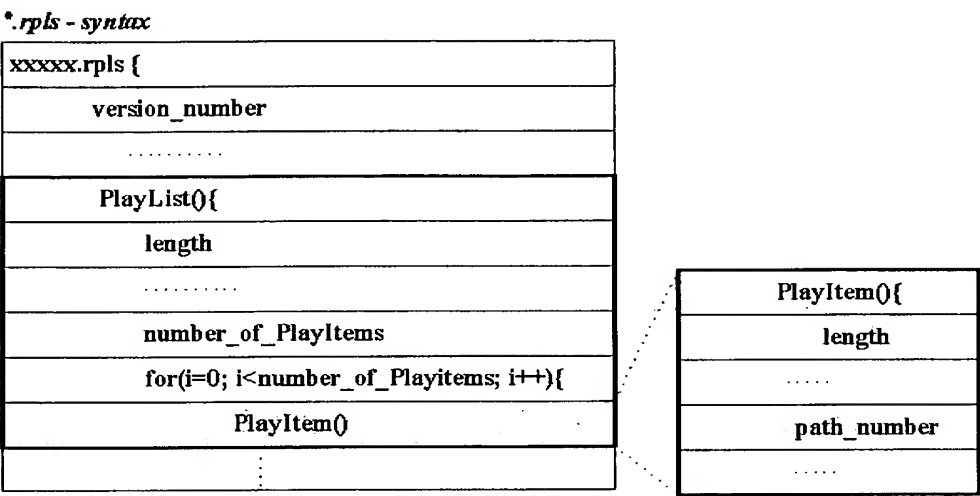 *.rpls - syntax
xxxxx.rpls {
version_number
..........
PlayList(){
length
..........
number_of_PlayItems
for(i=0; i<number_of_Playitems; i++){
PlayItem()
PlayItem(){
length
.....
path_number
.....